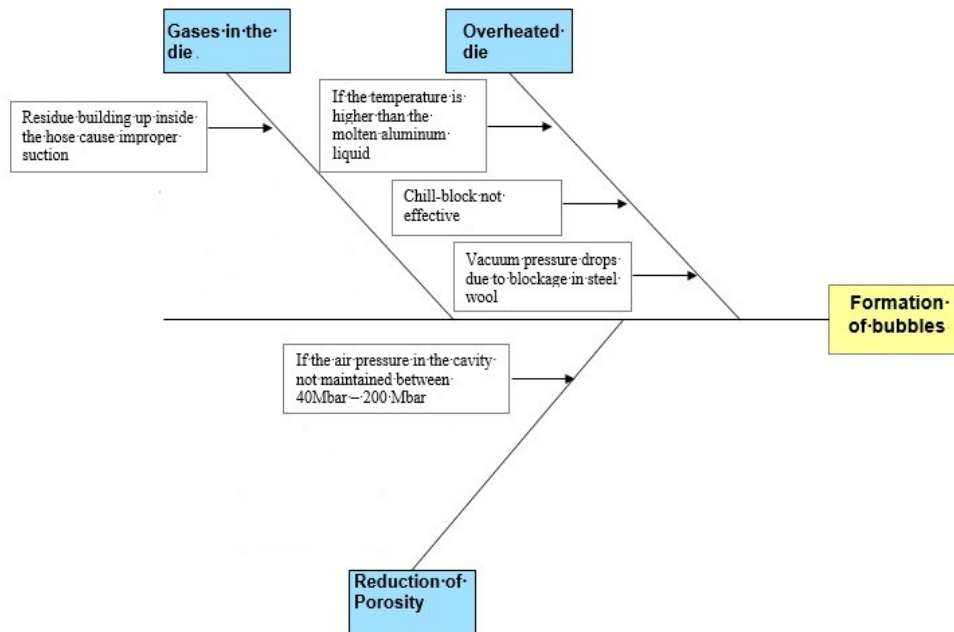 Gases in the
die .
Overheated
die
Residue building up inside
the hose cause improper
suction
If the temperature is
higher than the
molten aluminum
liquid
Chill-block not
effective
Vacuum pressure drops
due to blockage in steel
wool
Formation
of bubbles
If the air pressure in the cavity
not maintained between
40Mbar – 200 Mbar
Reduction of
Porosity